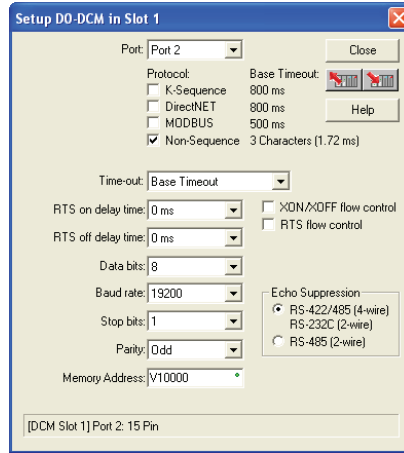 Setup D0-DCM in Slot 1
Port: Port 2
Close
Protocol: Base Timeout:
K-Sequence 800 ms
DirectNET 800 ms
MODBUS 500 ms
Non-Sequence 3 Characters (1.72 ms)
Help
Time-out: Base Timeout
RTS on delay time: 0 ms
XON/XOFF flow control
RTS off delay time: 0 ms
RTS flow control
Data bits: 8
Baud rate: 19200
Echo Suppression
Stop bits: 1
RS-422/485 (4-wire)
RS-232C (2-wire)
Parity: Odd
RS-485 (2-wire)
Memory Address: V10000
[DCM Slot 1] Port 2: 15 Pin